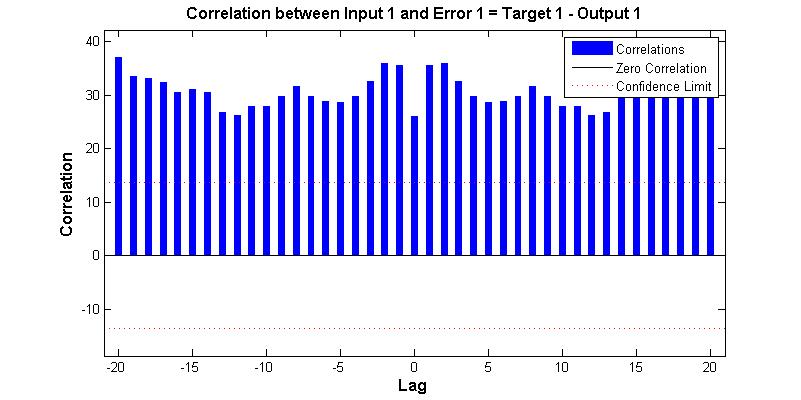 Correlation between Input 1 and Error 1 = Target 1 - Output 1
Correlations
Zero Correlation
Confidence Limit
40
30
20
10
0
-10
Correlation
-20 -15 -10 -5 0 5 10 15 20
Lag